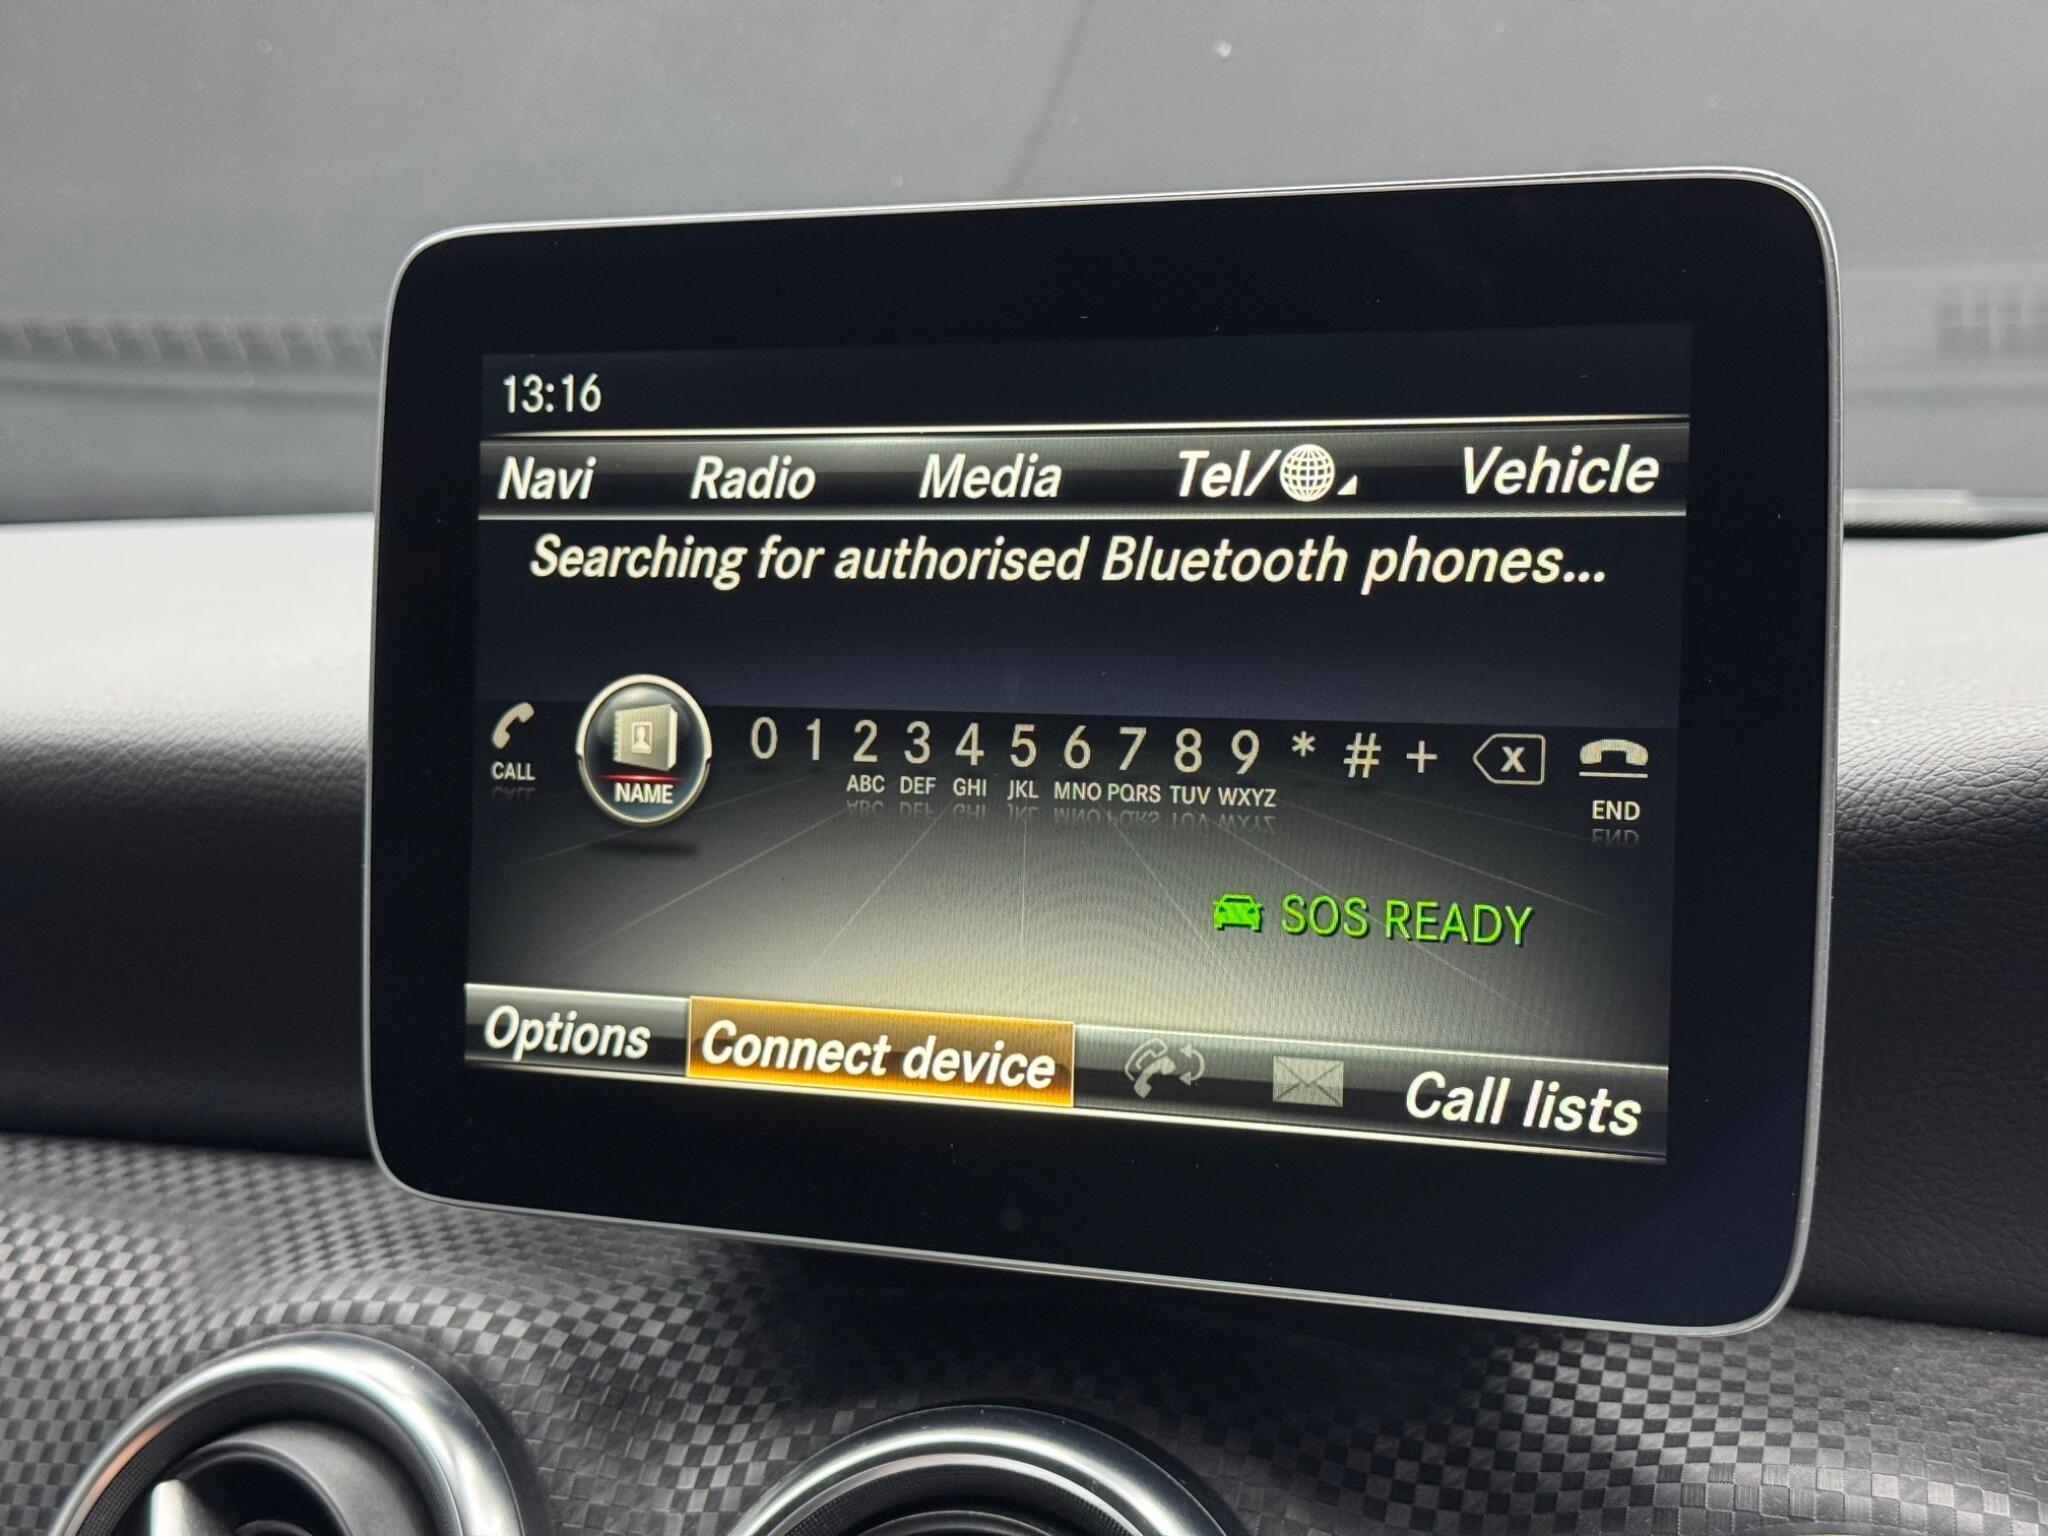 13:16
Navi Radio Media Tel/ Vehicle
Searching for authorised Bluetooth phones...
CALL NAME 0 1 2 3 4 5 6 7 8 9 * # + X END
ABC DEF GHI JKL MNO PQRS TUV WXYZ
SOS READY
Options Connect device Call lists